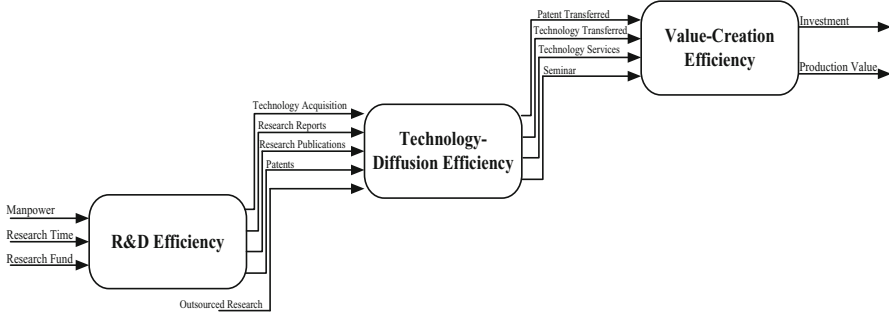 Patent Transferred
Technology Transferred
Technology Services
Seminar
Value-Creation
Efficiency
Investment
Production Value
Technology Acquisition
Research Reports
Research Publications
Patents
Technology-
Diffusion Efficiency
Manpower
Research Time
Research Fund
R&D Efficiency
Outsourced Research